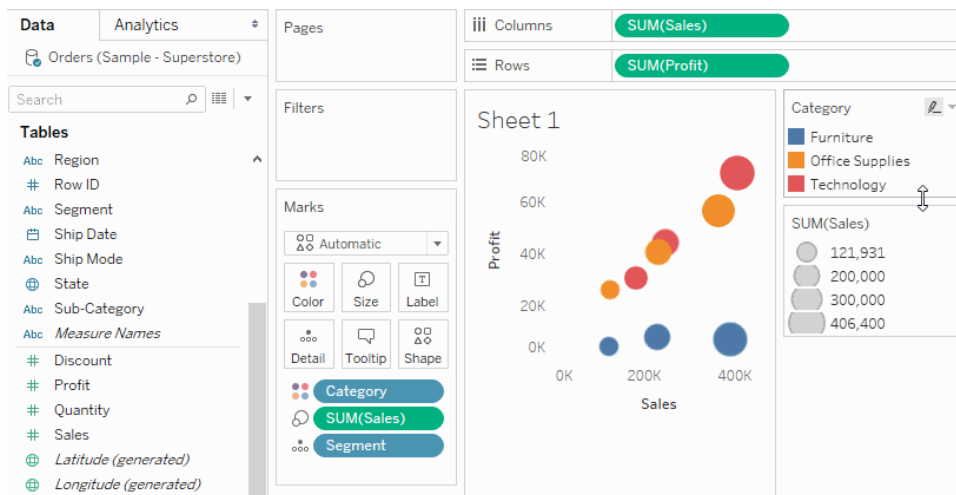 Data
Analytics
Orders (Sample - Superstore)
Search
Tables
Abc Region
# Row ID
Abc Segment
Ship Date
Abc Ship Mode
State
Abc Sub-Category
Abc Measure Names
# Discount
# Profit
# Quantity
# Sales
Latitude (generated)
Longitude (generated)
Pages
Filters
Marks
Automatic
Color Size Label
Detail Tooltip Shape
Category
SUM(Sales)
Segment
Columns SUM(Sales)
Rows SUM(Profit)
Sheet 1
80K
60K
40K
20K
0K
Profit
0K 200K 400K
Sales
Category
Furniture
Office Supplies
Technology
SUM(Sales)
121,931
200,000
300,000
406,400